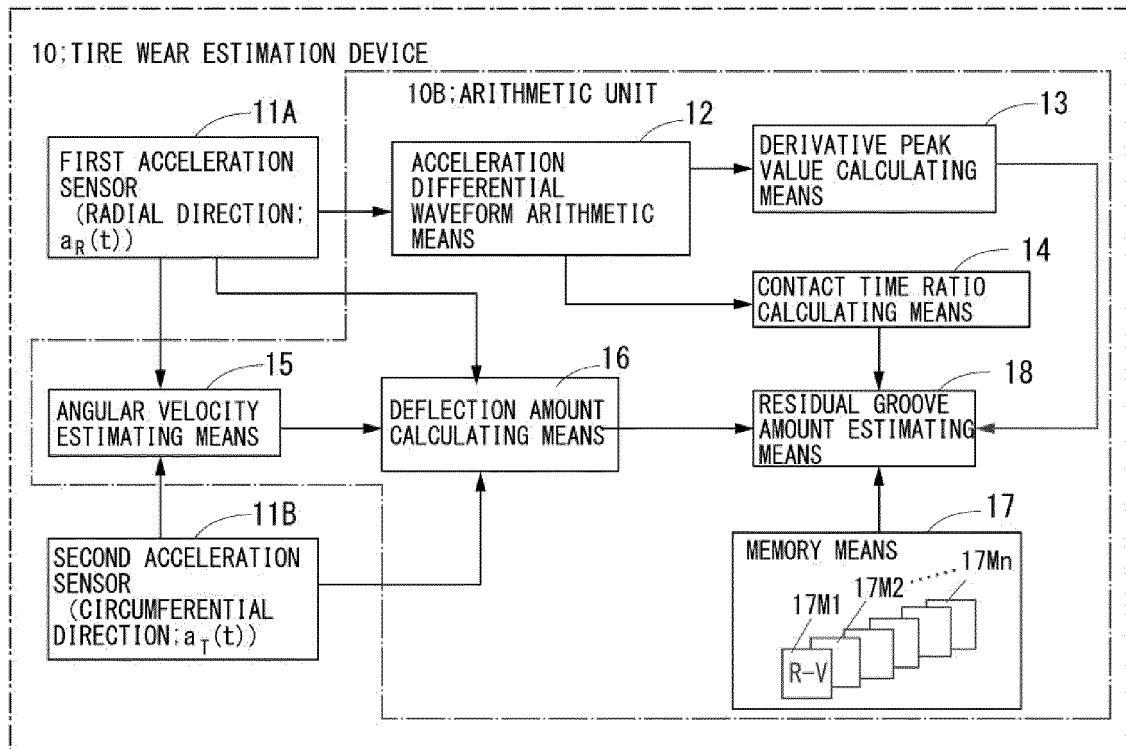 10;TIRE WEAR ESTIMATION DEVICE
10B;ARITHMETIC UNIT
11A
FIRST ACCELERATION
SENSOR
(RADIAL DIRECTION;
aR(t))
12
ACCELERATION
DIFFERENTIAL
WAVEFORM ARITHMETIC
MEANS
13
DERIVATIVE PEAK
VALUE CALCULATING
MEANS
14
CONTACT TIME RATIO
CALCULATING MEANS
15
ANGULAR VELOCITY
ESTIMATING MEANS
16
DEFLECTION AMOUNT
CALCULATING MEANS
18
RESIDUAL GROOVE
AMOUNT ESTIMATING
MEANS
11B
SECOND ACCELERATION
SENSOR
(CIRCUMFERENTIAL
DIRECTION;aT(t))
17
MEMORY MEANS
17M1
17M2
17Mn
R-V